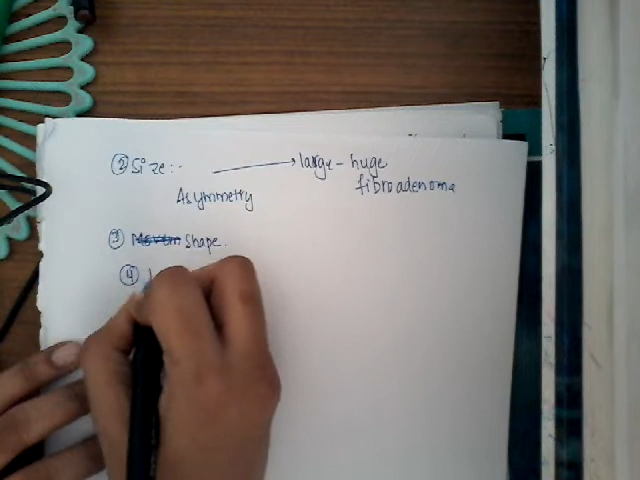 ② Size :- → large - huge
Asymmetry fibroadenoma
③ Shape.
④